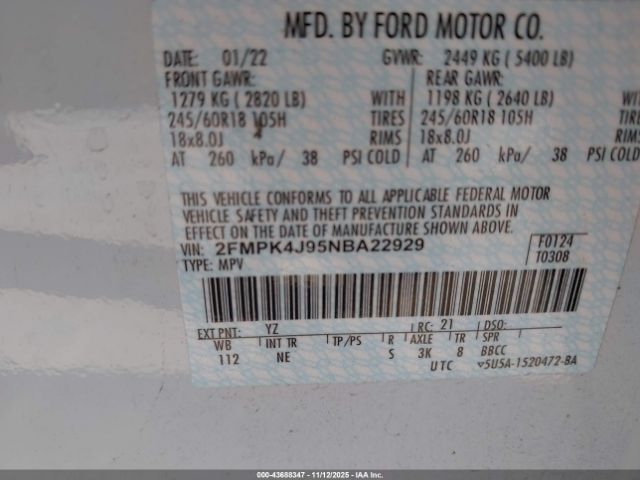 MFD. BY FORD MOTOR CO.
DATE: 01/22 GVWR: 2449 KG ( 5400 LB)
FRONT GAWR: REAR GAWR:
1279 KG ( 2820 LB) WITH 1198 KG ( 2640 LB) WITH
245/60R18 105H TIRES 245/60R18 105H TIRES
18x8.0J RIMS 18x8.0J RIMS
AT 260 kPa/ 38 PSI COLD AT 260 kPa/ 38 PSI COLD
THIS VEHICLE CONFORMS TO ALL APPLICABLE FEDERAL MOTOR
VEHICLE SAFETY AND THEFT PREVENTION STANDARDS IN
EFFECT ON THE DATE OF MANUFACTURE SHOWN ABOVE.
VIN: 2FMPK4J95NBA22929 F0124
TYPE: MPV T0308
EXT PNT: YZ RC: 21 DSO:
WB INT TR TP/PS R AXLE TR SPR
112 NE S 3K 8 BBCC
UTC ▿5U5A-1520472-BA
000-43688347 - 11/12/2025 - IAA Inc.